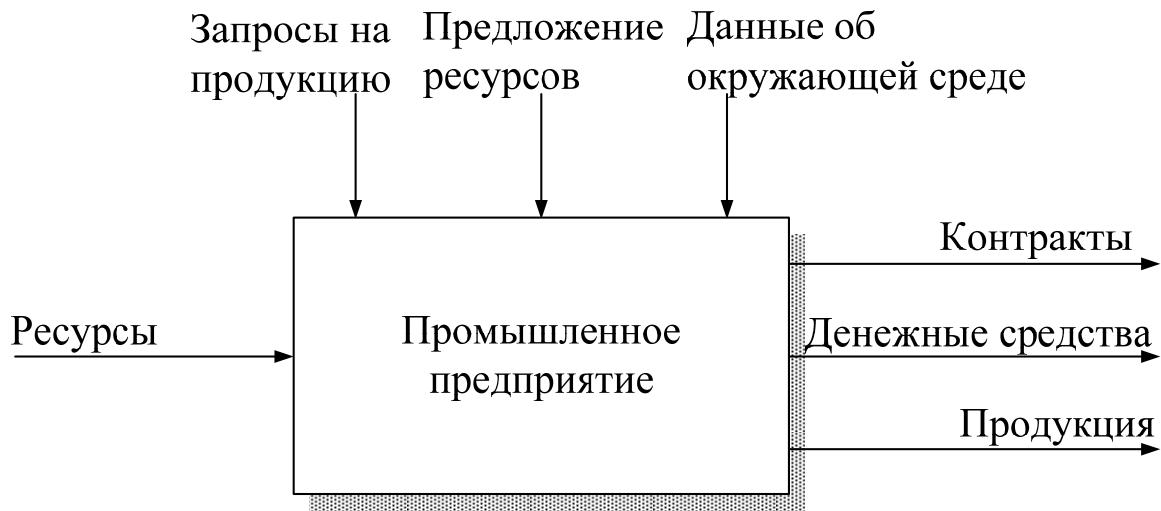 Запросы на
продукцию
Предложение
ресурсов
Данные об
окружающей среде
Контракты
Ресурсы
Промышленное
предприятие
Денежные средства
Продукция